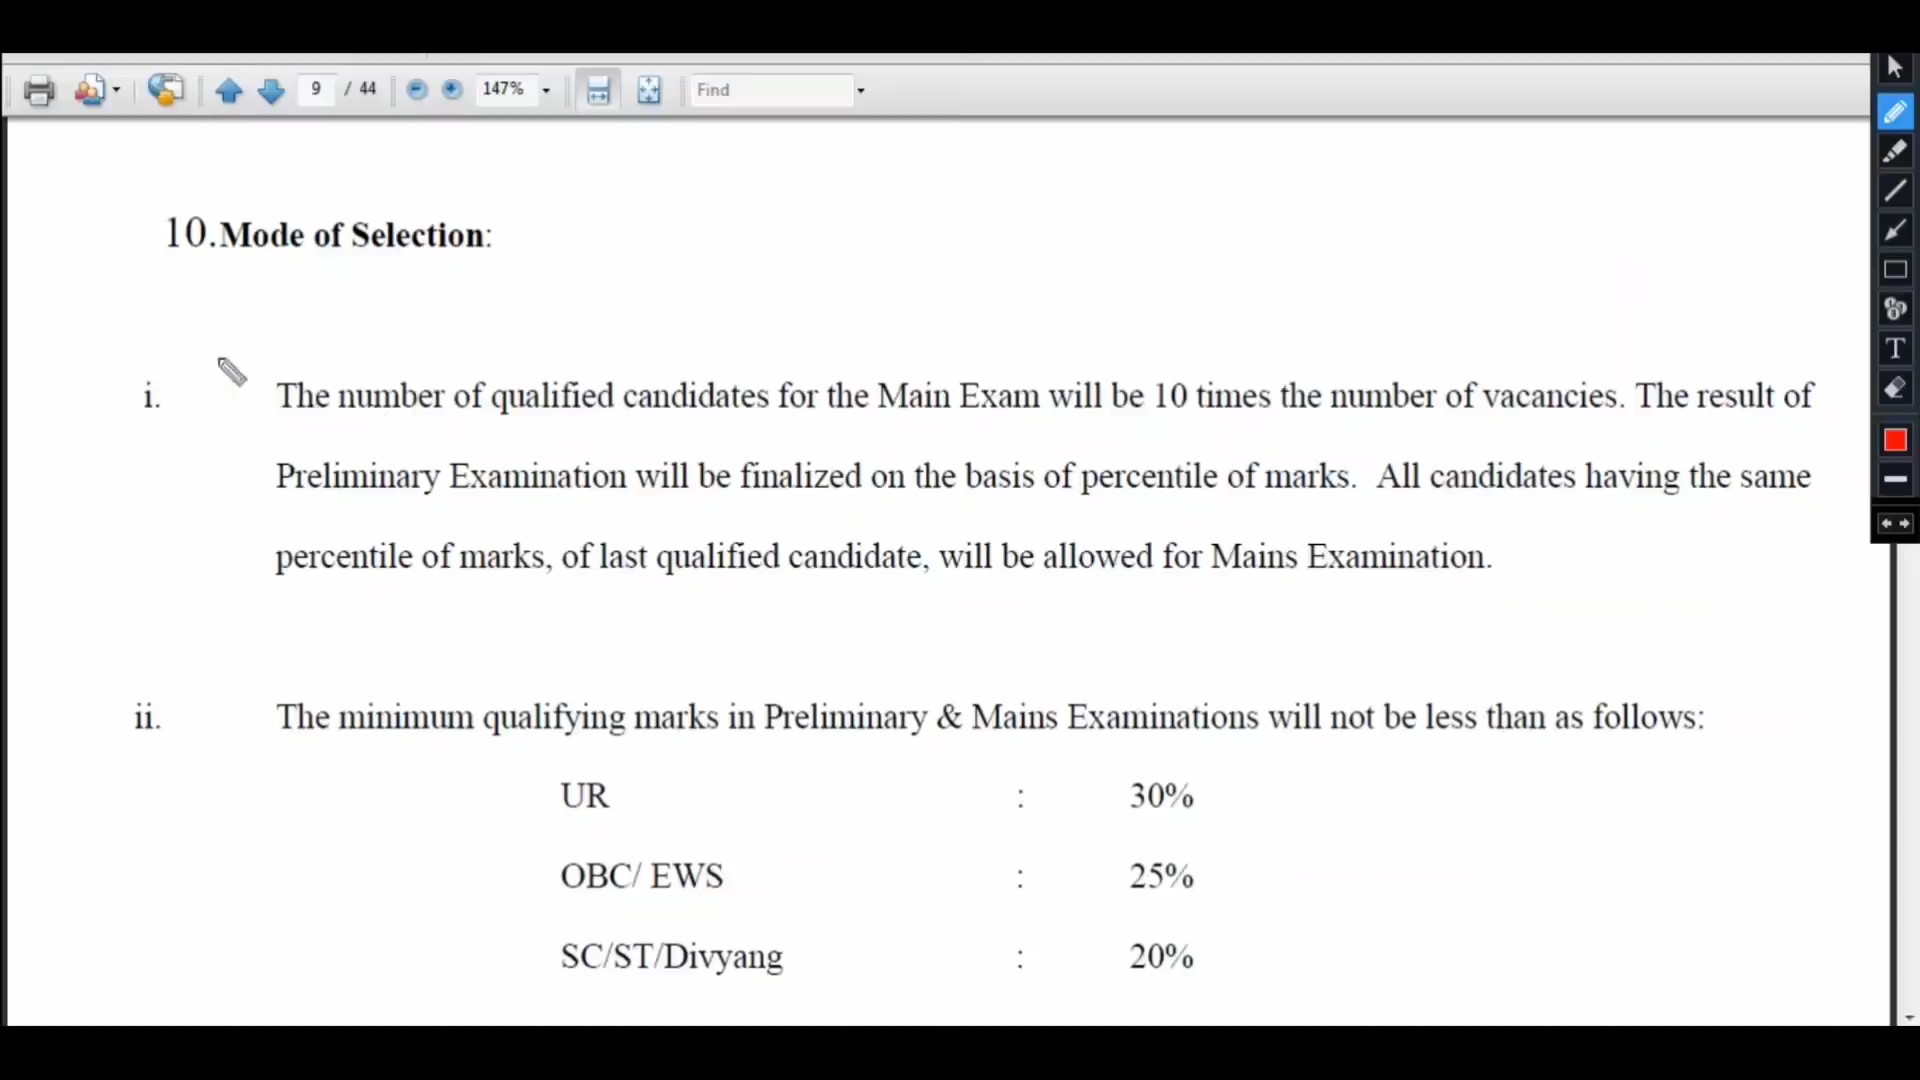 9 / 44 147% Find
10.Mode of Selection:
i. The number of qualified candidates for the Main Exam will be 10 times the number of vacancies. The result of
Preliminary Examination will be finalized on the basis of percentile of marks. All candidates having the same
percentile of marks, of last qualified candidate, will be allowed for Mains Examination.
ii. The minimum qualifying marks in Preliminary & Mains Examinations will not be less than as follows:
UR : 30%
OBC/ EWS : 25%
SC/ST/Divyang : 20%